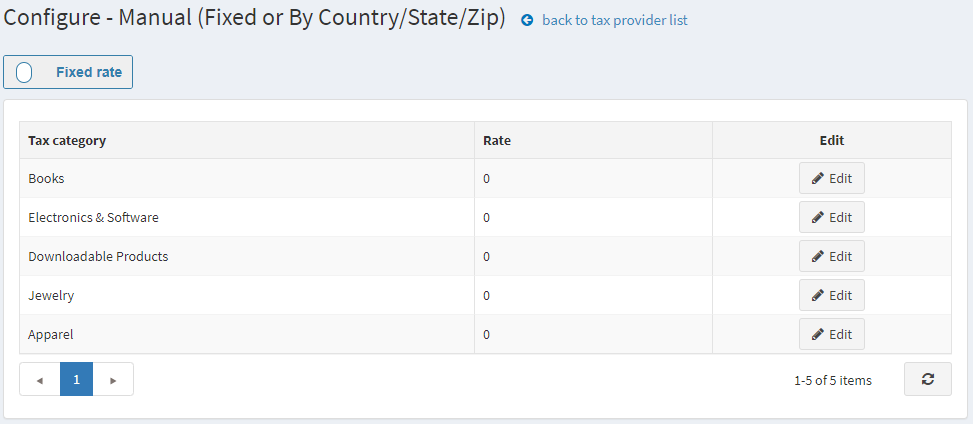 Configure - Manual (Fixed or By Country/State/Zip) back to tax provider list
Fixed rate
Tax category Rate Edit
Books 0 Edit
Electronics & Software 0 Edit
Downloadable Products 0 Edit
Jewelry 0 Edit
Apparel 0 Edit
1 1-5 of 5 items